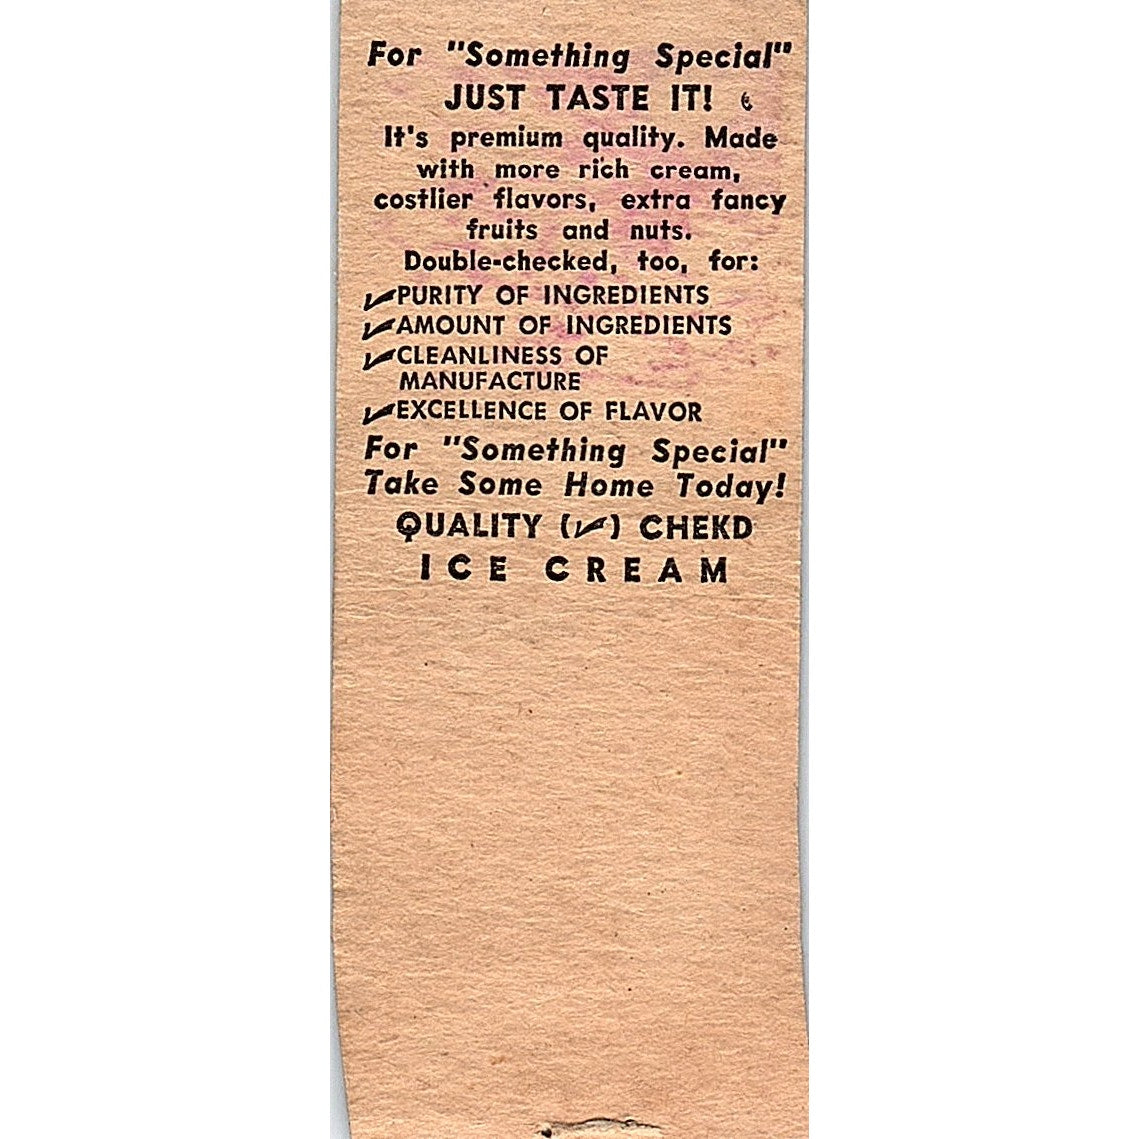 For "Something Special"
JUST TASTE IT!
It's premium quality. Made
with more rich cream,
costlier flavors, extra fancy
fruits and nuts.
Double-checked, too, for:
✓PURITY OF INGREDIENTS
✓AMOUNT OF INGREDIENTS
✓CLEANLINESS OF
MANUFACTURE
✓EXCELLENCE OF FLAVOR
For "Something Special"
Take Some Home Today!
QUALITY (✓) CHEKD
ICE CREAM